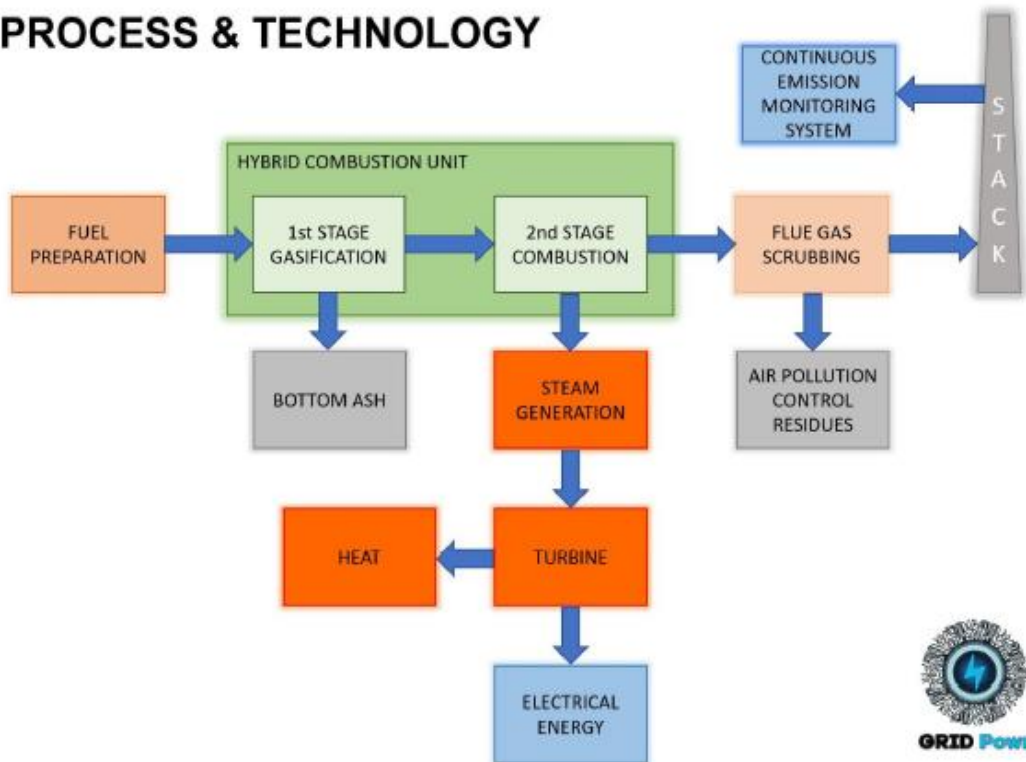 PROCESS & TECHNOLOGY
CONTINUOUS
EMISSION
MONITORING
SYSTEM
STACK
HYBRID COMBUSTION UNIT
FUEL
PREPARATION
1st STAGE
GASIFICATION
2nd STAGE
COMBUSTION
FLUE GAS
SCRUBBING
BOTTOM ASH
STEAM
GENERATION
AIR POLLUTION
CONTROL
RESIDUES
HEAT
TURBINE
ELECTRICAL
ENERGY
GRID